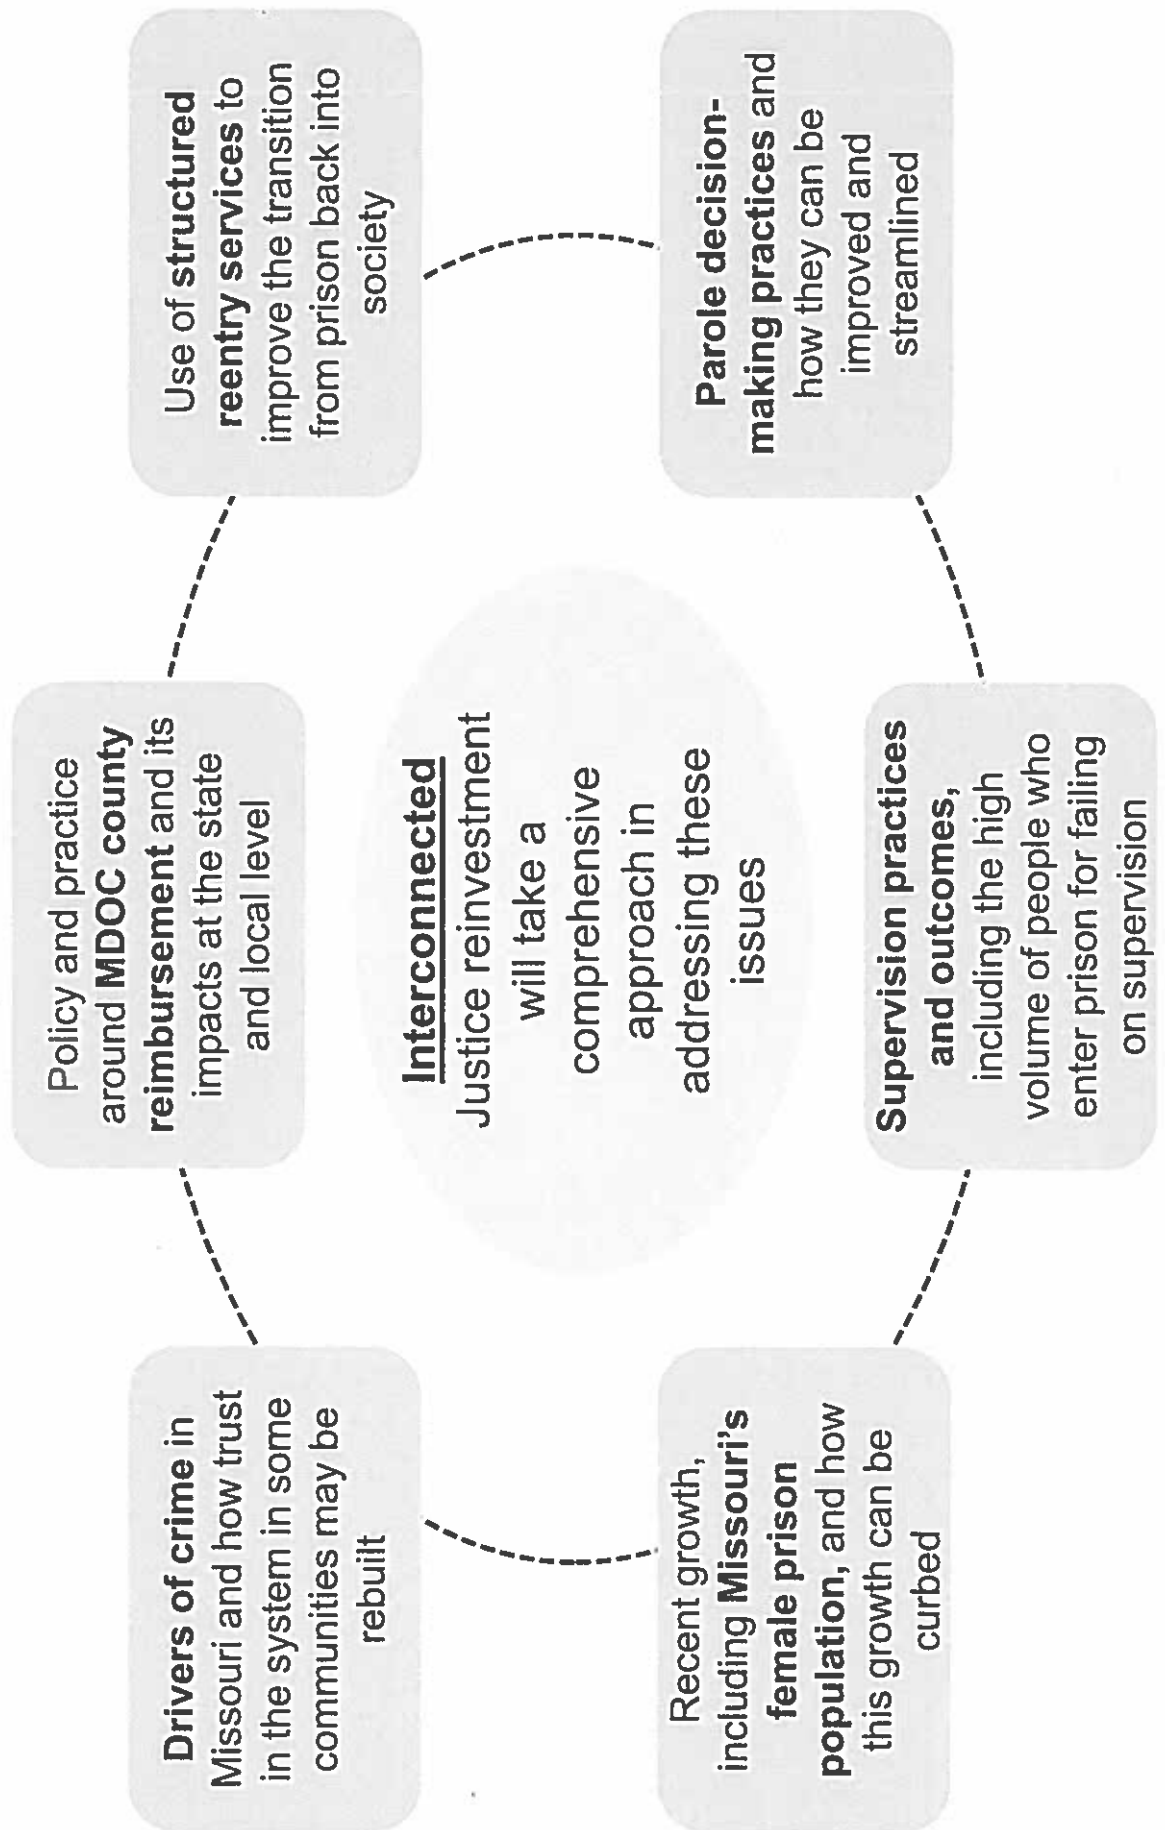 Drivers of crime in
Missouri and how trust
in the system in some
communities may be
rebuilt
Policy and practice
around MDOC county
reimbursement and its
impacts at the state
and local level
Use of structured
reentry services to
improve the transition
from prison back into
society
Interconnected
Justice reinvestment
will take a
comprehensive
approach in
addressing these
issues
Recent growth,
including Missouri's
female prison
population, and how
this growth can be
curbed
Supervision practices
and outcomes,
including the high
volume of people who
enter prison for failing
on supervision
Parole decision-
making practices and
how they can be
improved and
streamlined